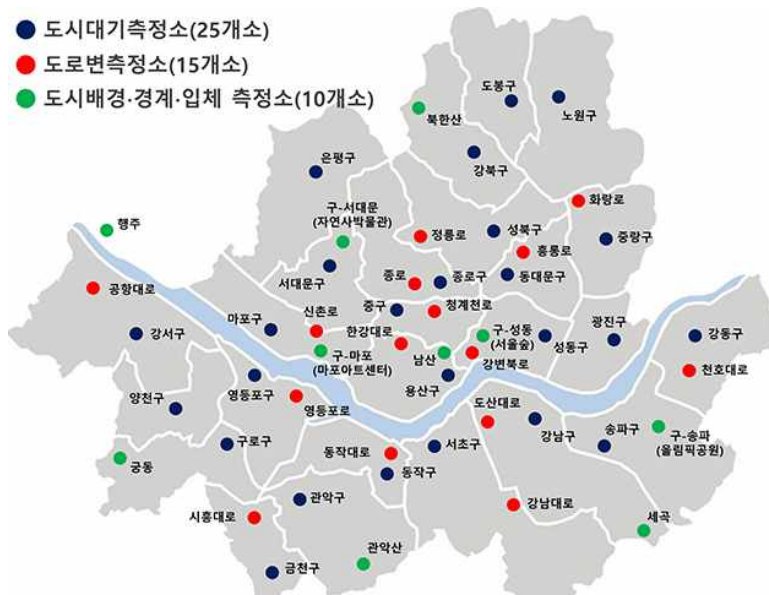 도시대기측정소(25개소)
도로변측정소(15개소)
도시배경·경계·입체 측정소(10개소)
도봉구
노원구
북한산
강북구
은평구
화랑로
구-서대문
(자연사박물관)
행주
정릉로
성북구
홍릉로
중랑구
서대문구
종로
종로구
동대문구
공항대로
중구
청계천로
신촌로
마포구
한강대로
구-성동
(서울숲)
광진구
강서구
강동구
구-마포
(마포아트센터)
남산
강변북로
성동구
천호대로
영등포구
용산구
양천구
영등포로
도산대로
강남구
송파구
구-송파
(올림픽공원)
구로구
동작대로
서초구
궁동
동작구
관악구
강남대로
시흥대로
세곡
관악산
금천구